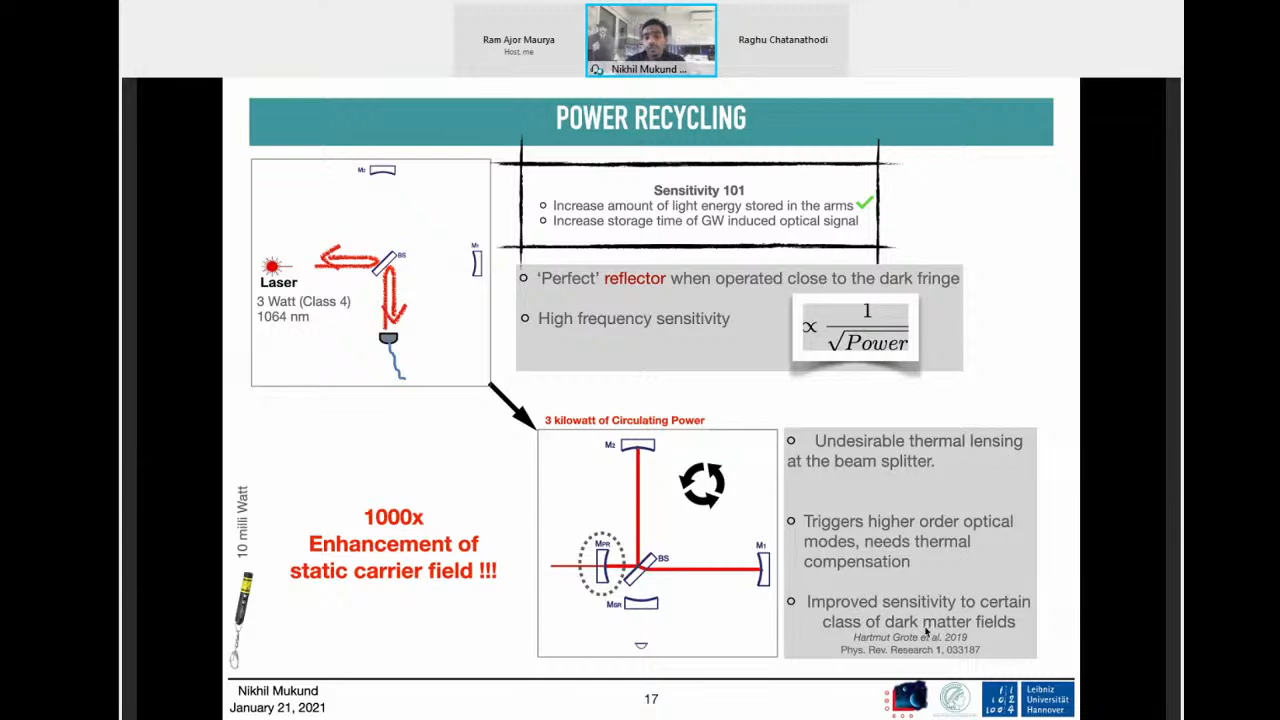 Ram Ajor Maurya
Host, me
Nikhil Mukund ...
Raghu Chatanathodi
POWER RECYCLING
M2
M1
BS
Laser
3 Watt (Class 4)
1064 nm
Sensitivity 101
Increase amount of light energy stored in the arms
Increase storage time of GW induced optical signal
'Perfect' reflector when operated close to the dark fringe
High frequency sensitivity
∝ 1/√Power
3 kilowatt of Circulating Power
M2
MPR
BS
M1
MSR
10 milli Watt
1000x
Enhancement of
static carrier field !!!
Undesirable thermal lensing
at the beam splitter.
Triggers higher order optical
modes, needs thermal
compensation
Improved sensitivity to certain
class of dark matter fields
Hartmut Grote et al. 2019
Phys. Rev. Research 1, 033187
Nikhil Mukund
January 21, 2021
17
Leibniz
Universität
Hannover